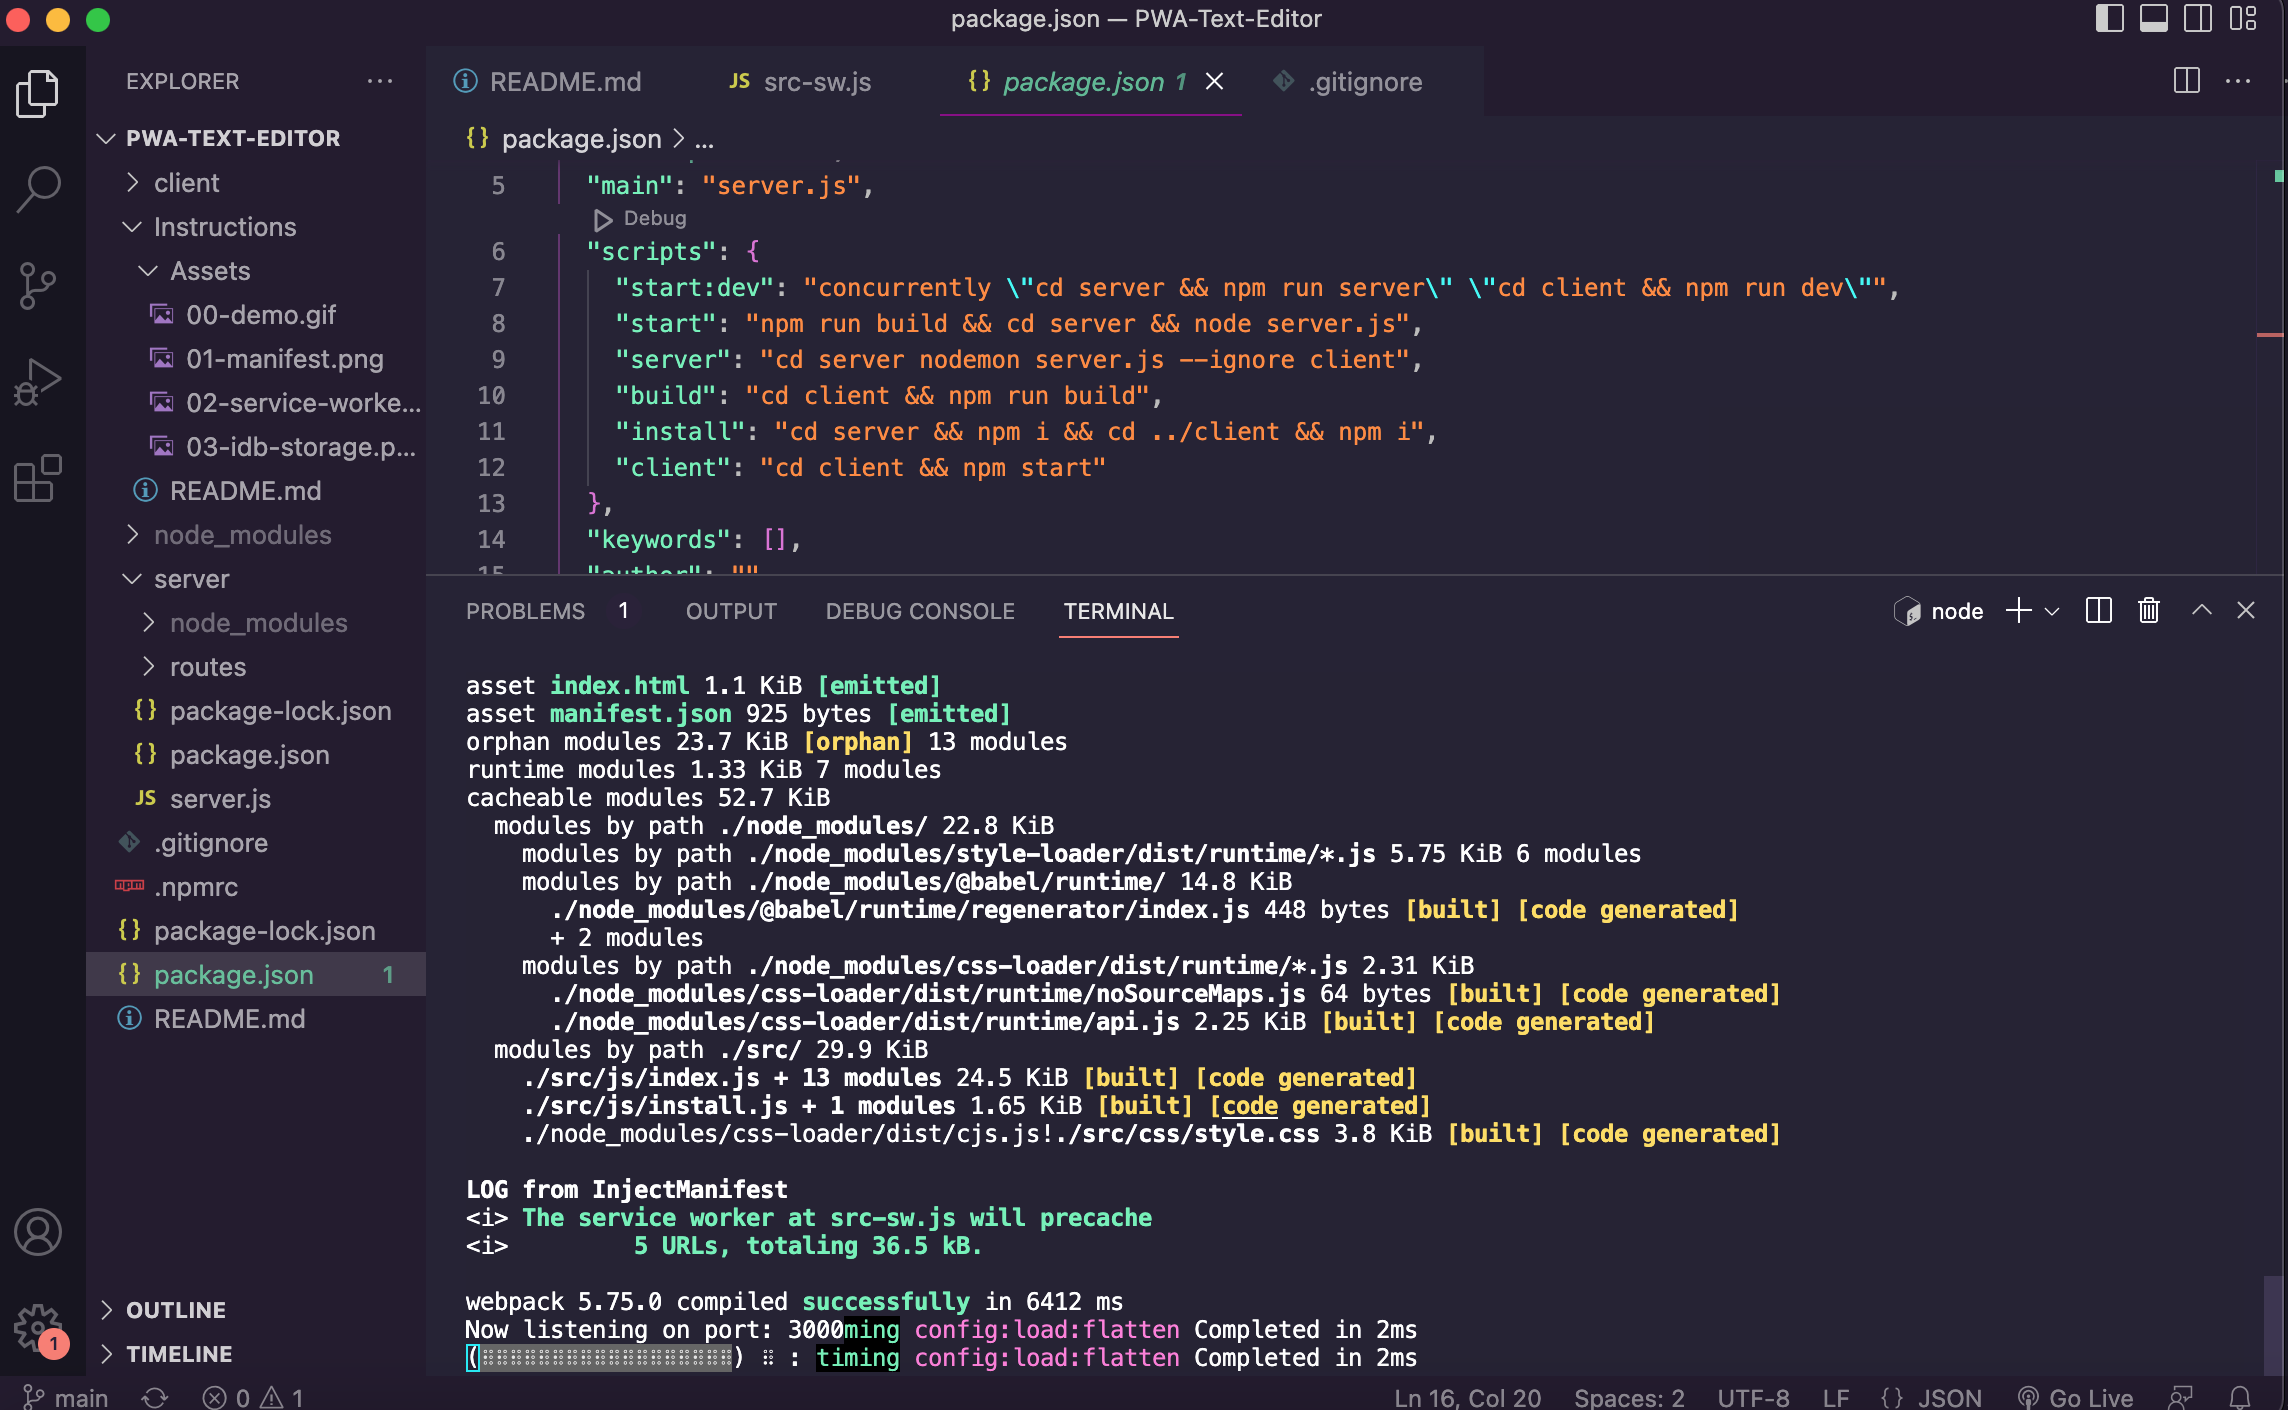 package.json — PWA-Text-Editor
EXPLORER
PWA-TEXT-EDITOR
client
Instructions
Assets
00-demo.gif
01-manifest.png
02-service-worke...
03-idb-storage.p...
README.md
node_modules
server
node_modules
routes
package-lock.json
package.json
JS server.js
.gitignore
.npmrc
package-lock.json
package.json 1
README.md
OUTLINE
TIMELINE
1
README.md
JS src-sw.js
{} package.json 1
.gitignore
{} package.json > ...
5 "main": "server.js",
Debug
6 "scripts": {
7 "start:dev": "concurrently \"cd server && npm run server\" \"cd client && npm run dev\"",
8 "start": "npm run build && cd server && node server.js",
9 "server": "cd server nodemon server.js --ignore client",
10 "build": "cd client && npm run build",
11 "install": "cd server && npm i && cd ../client && npm i",
12 "client": "cd client && npm start"
13 },
14 "keywords": [],
15 "author": ""
PROBLEMS 1 OUTPUT DEBUG CONSOLE TERMINAL
node
asset index.html 1.1 KiB [emitted]
asset manifest.json 925 bytes [emitted]
orphan modules 23.7 KiB [orphan] 13 modules
runtime modules 1.33 KiB 7 modules
cacheable modules 52.7 KiB
modules by path ./node_modules/ 22.8 KiB
modules by path ./node_modules/style-loader/dist/runtime/*.js 5.75 KiB 6 modules
modules by path ./node_modules/@babel/runtime/ 14.8 KiB
./node_modules/@babel/runtime/regenerator/index.js 448 bytes [built] [code generated]
+ 2 modules
modules by path ./node_modules/css-loader/dist/runtime/*.js 2.31 KiB
./node_modules/css-loader/dist/runtime/noSourceMaps.js 64 bytes [built] [code generated]
./node_modules/css-loader/dist/runtime/api.js 2.25 KiB [built] [code generated]
modules by path ./src/ 29.9 KiB
./src/js/index.js + 13 modules 24.5 KiB [built] [code generated]
./src/js/install.js + 1 modules 1.65 KiB [built] [code generated]
./node_modules/css-loader/dist/cjs.js!./src/css/style.css 3.8 KiB [built] [code generated]
LOG from InjectManifest
<i> The service worker at src-sw.js will precache
<i> 5 URLs, totaling 36.5 kB.
webpack 5.75.0 compiled successfully in 6412 ms
Now listening on port: 3000ming config:load:flatten Completed in 2ms
(⠿⠿⠿⠿⠿⠿⠿⠿⠿⠿⠿⠿⠿⠿⠿⠿⠿⠿) ⠿ : timing config:load:flatten Completed in 2ms
main 0 1 Ln 16, Col 20 Spaces: 2 UTF-8 LF {} JSON Go Live